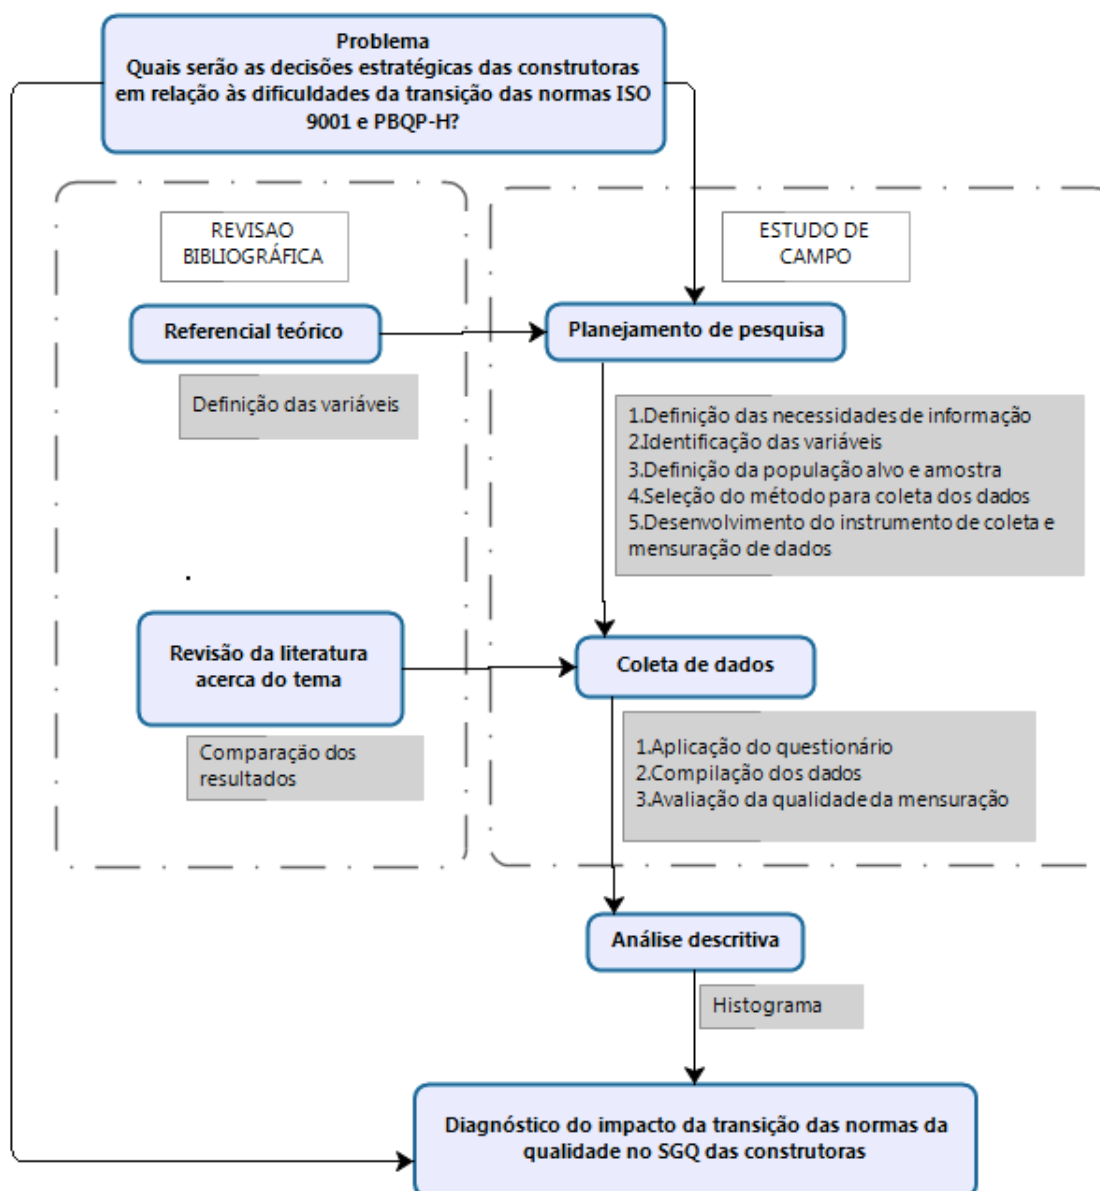 Problema
Quais serão as decisões estratégicas das construtoras
em relação às dificuldades da transição das normas ISO
9001 e PBQP-H?
REVISAO
BIBLIOGRÁFICA
ESTUDO DE
CAMPO
Referencial teórico
Planejamento de pesquisa
Definição das variáveis
1.Definição das necessidades de informação
2.Identificação das variáveis
3.Definição da população alvo e amostra
4.Seleção do método para coleta dos dados
5.Desenvolvimento do instrumento de coleta e
mensuração de dados
Revisão da literatura
acerca do tema
Coleta de dados
Comparação dos
resultados
1.Aplicação do questionário
2.Compilação dos dados
3.Avaliação da qualidade da mensuração
Análise descritiva
Histograma
Diagnóstico do impacto da transição das normas da
qualidade no SGQ das construtoras